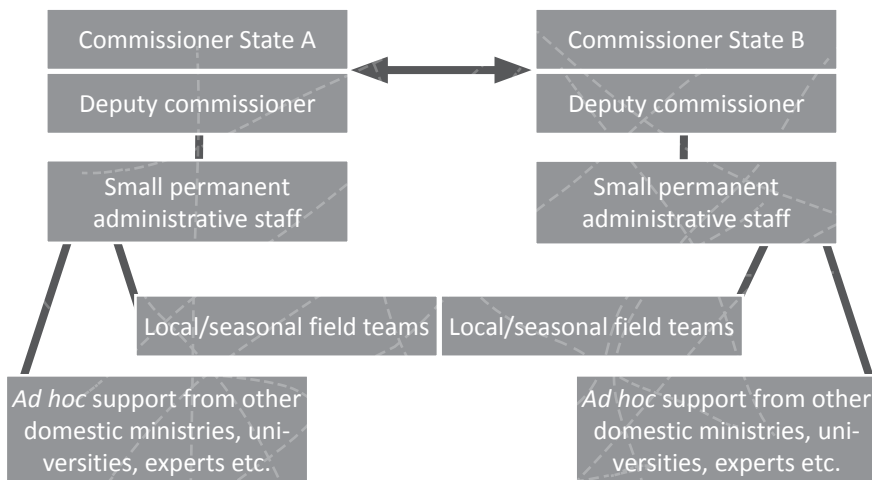 Commissioner State A
Commissioner State B
Deputy commissioner
Deputy commissioner
Small permanent
administrative staff
Small permanent
administrative staff
Local/seasonal field teams
Local/seasonal field teams
Ad hoc support from other
domestic ministries, uni-
versities, experts etc.
Ad hoc support from other
domestic ministries, uni-
versities, experts etc.